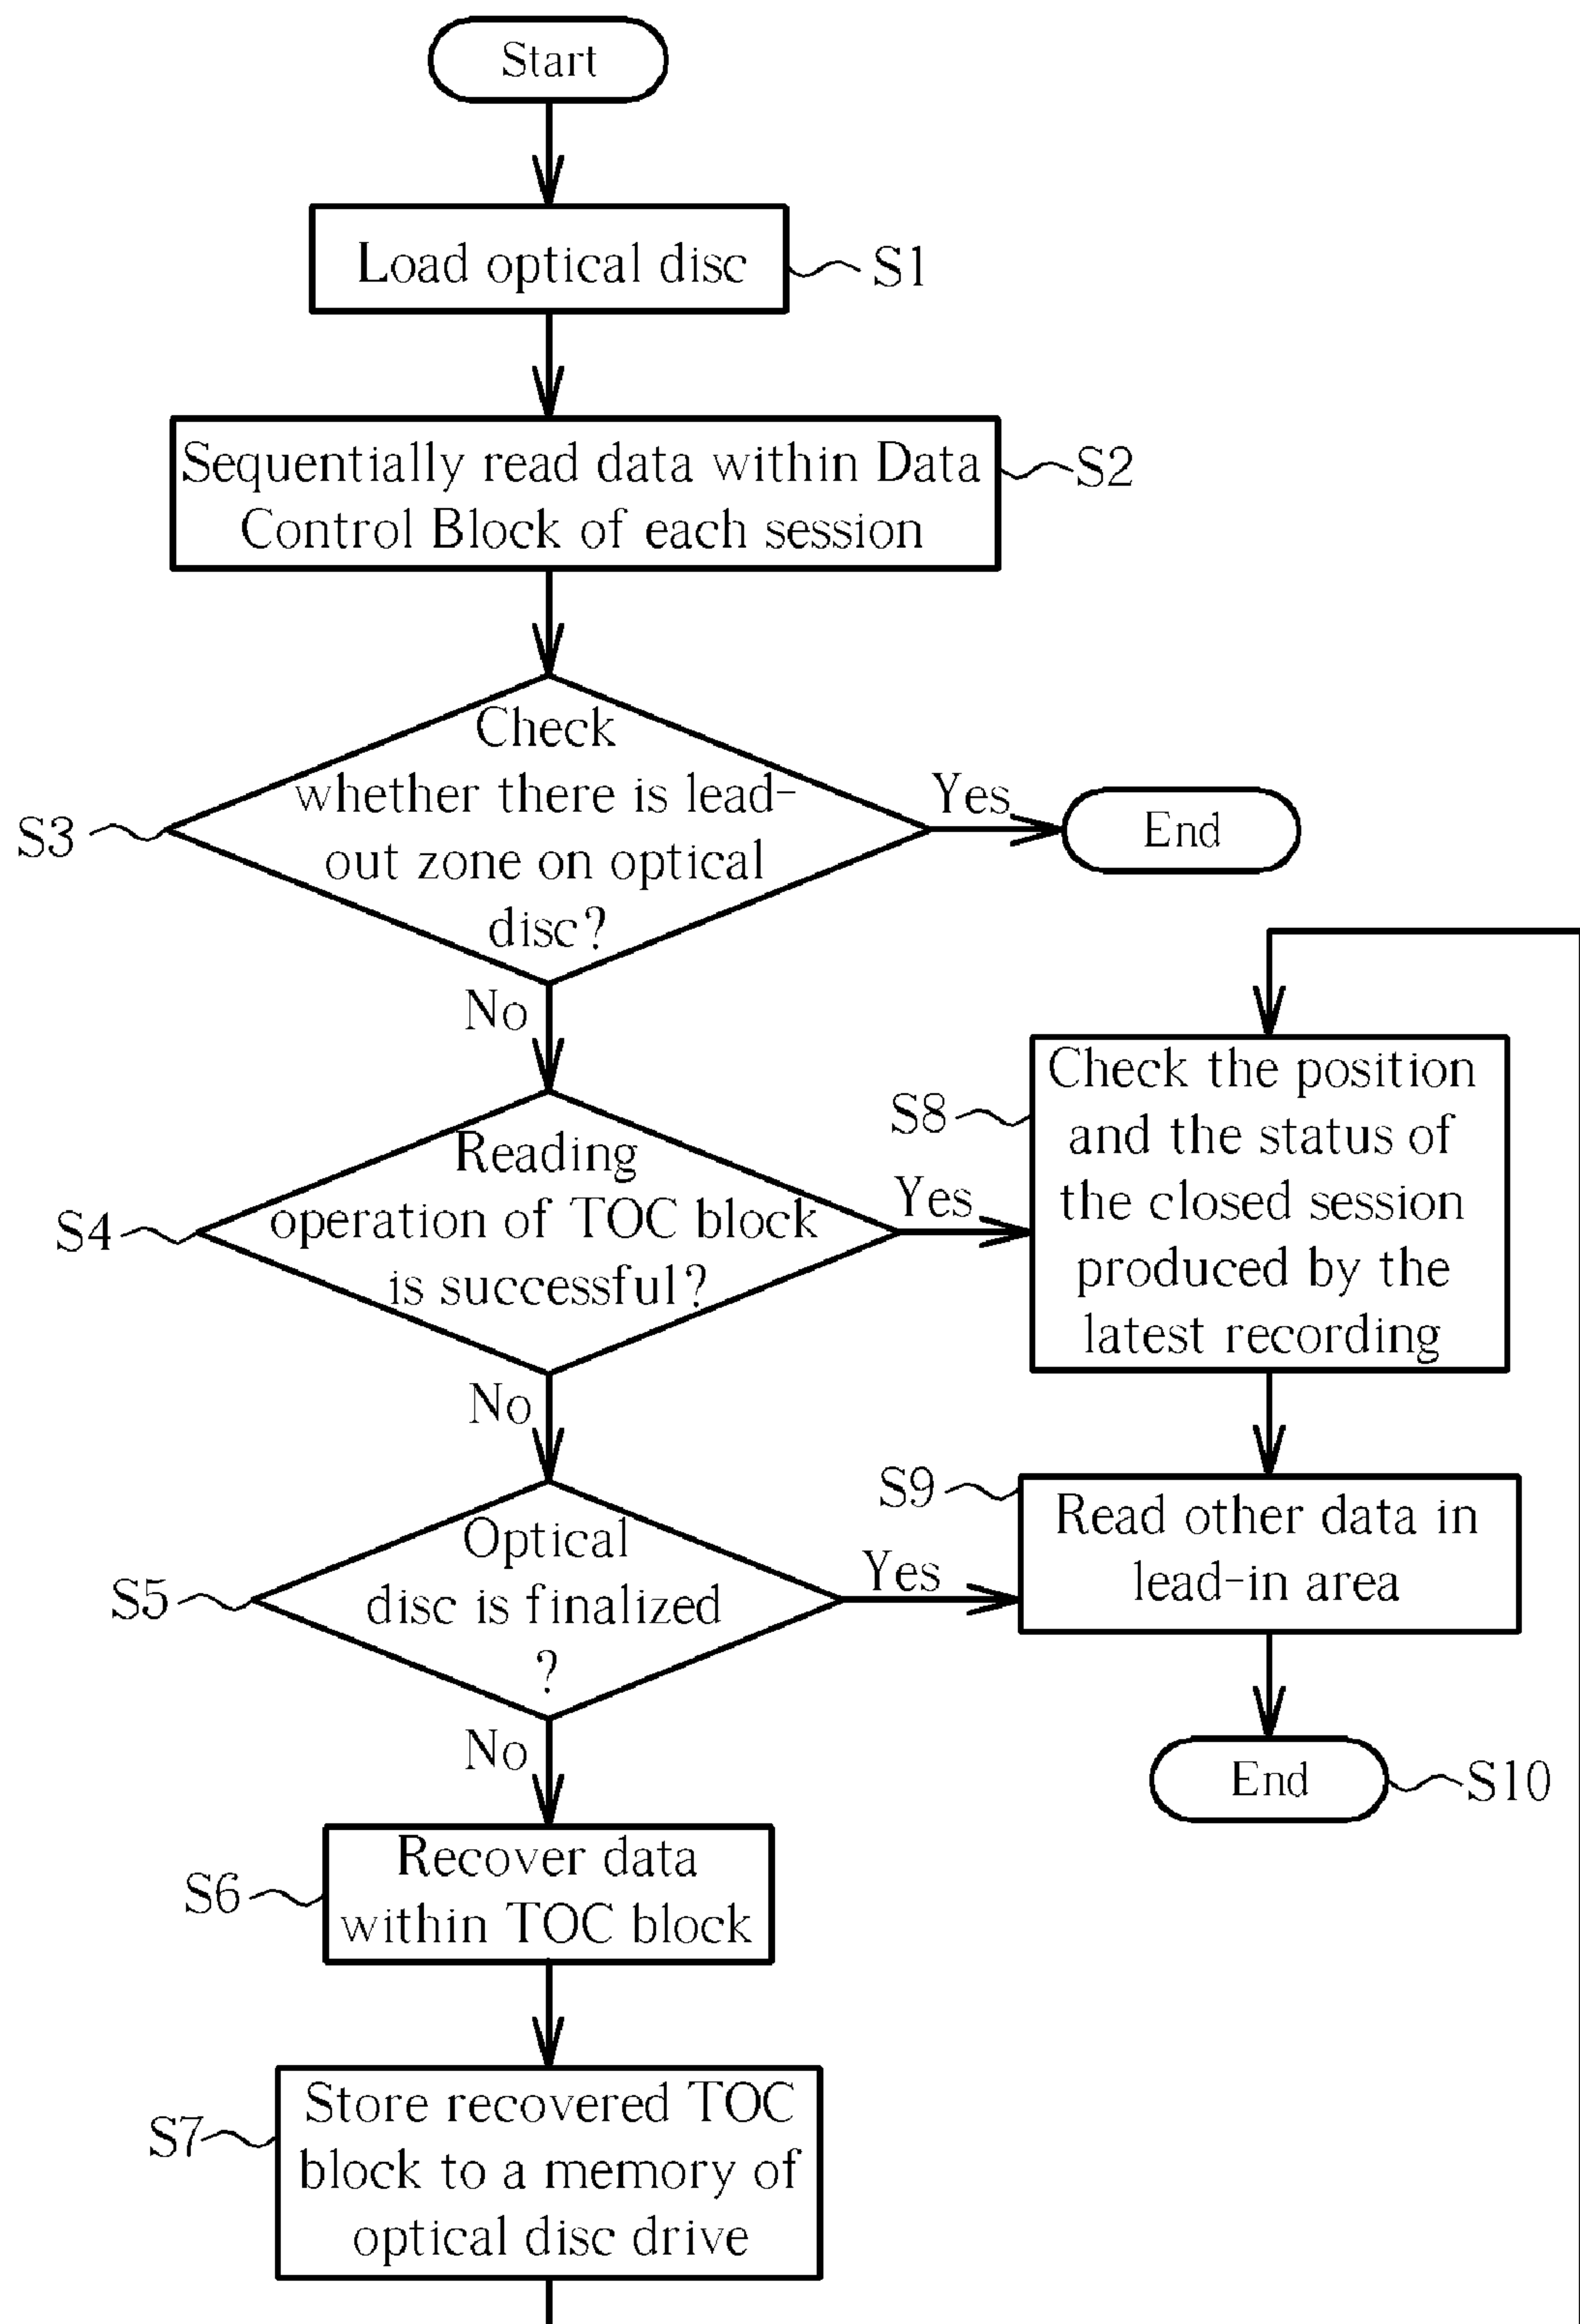 Start
Load optical disc
S1
Sequentially read data within Data
Control Block of each session
S2
Check
whether there is lead-
out zone on optical
disc?
S3
Yes
End
No
Reading
operation of TOC block
is successful?
S4
Yes
Check the position
and the status of
the closed session
produced by the
latest recording
S8
No
Optical
disc is finalized
?
S5
Yes
Read other data in
lead-in area
S9
No
End
S10
Recover data
within TOC block
S6
Store recovered TOC
block to a memory of
optical disc drive
S7